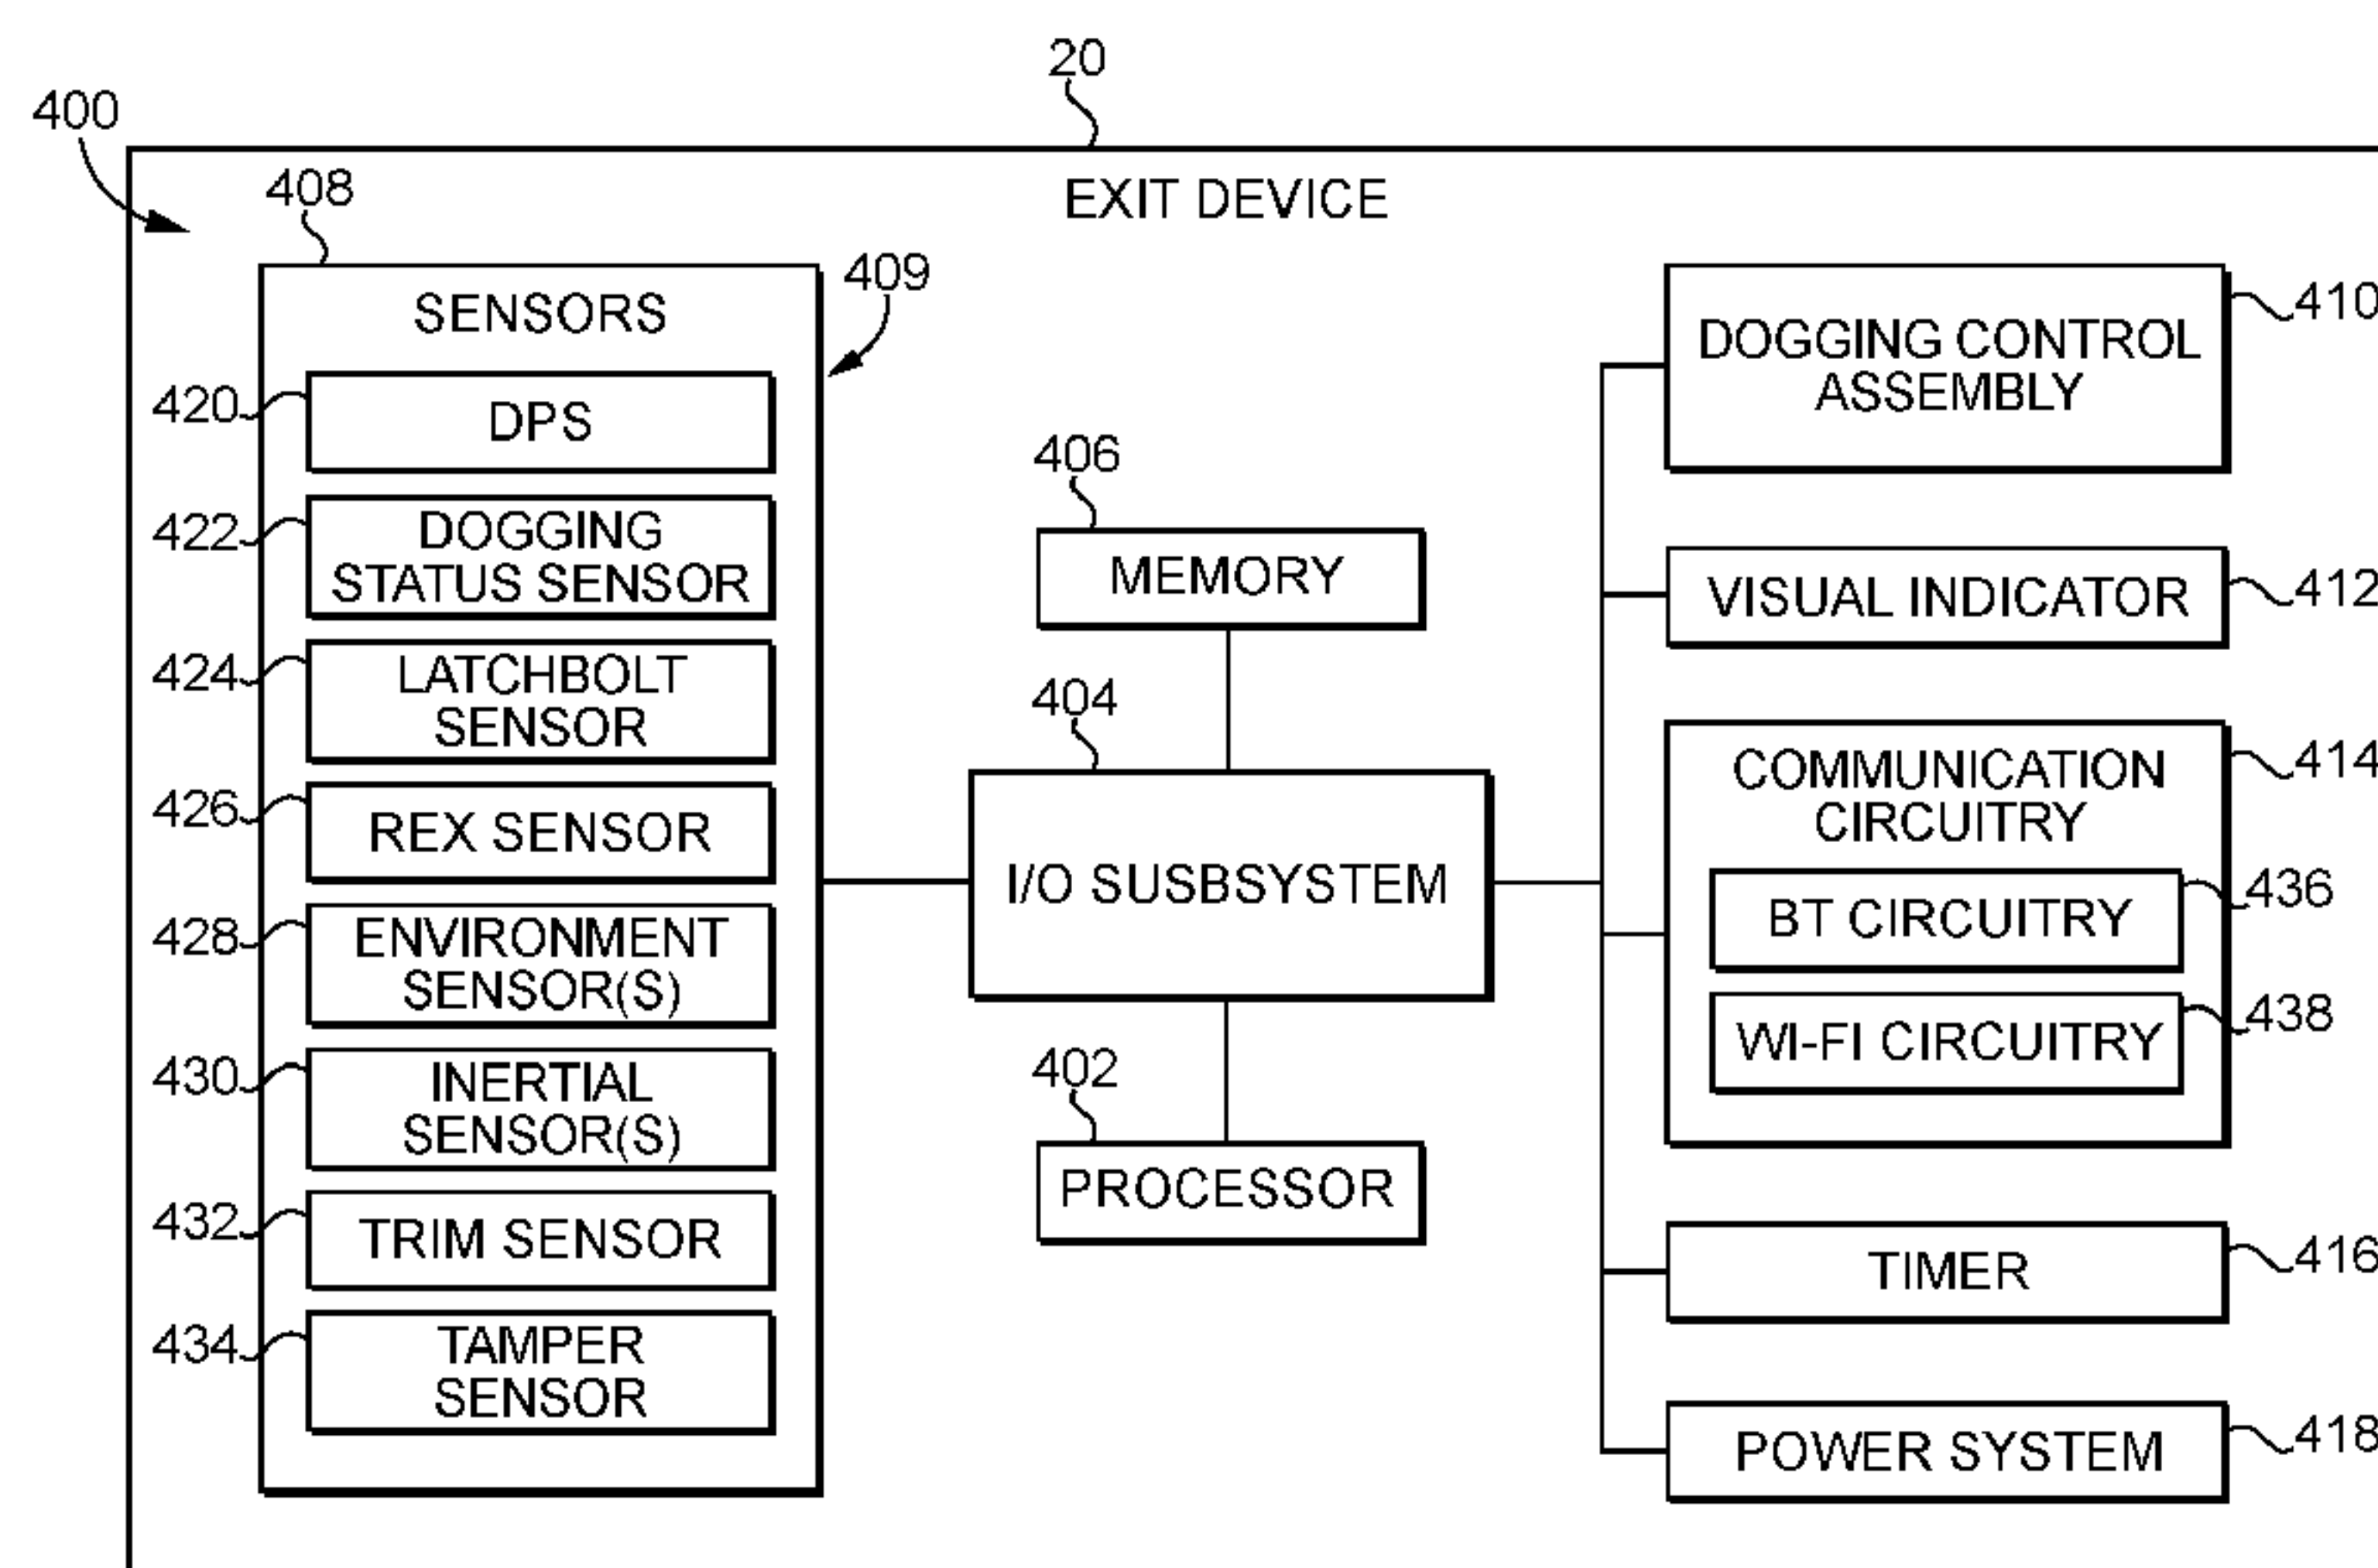 20
400
EXIT DEVICE
408
409
SENSORS
420
DPS
422
DOGGING
STATUS SENSOR
424
LATCHBOLT
SENSOR
426
REX SENSOR
428
ENVIRONMENT
SENSOR(S)
430
INERTIAL
SENSOR(S)
432
TRIM SENSOR
434
TAMPER
SENSOR
406
MEMORY
404
I/O SUSBSYSTEM
402
PROCESSOR
410
DOGGING CONTROL
ASSEMBLY
412
VISUAL INDICATOR
414
COMMUNICATION
CIRCUITRY
436
BT CIRCUITRY
438
WI-FI CIRCUITRY
416
TIMER
418
POWER SYSTEM